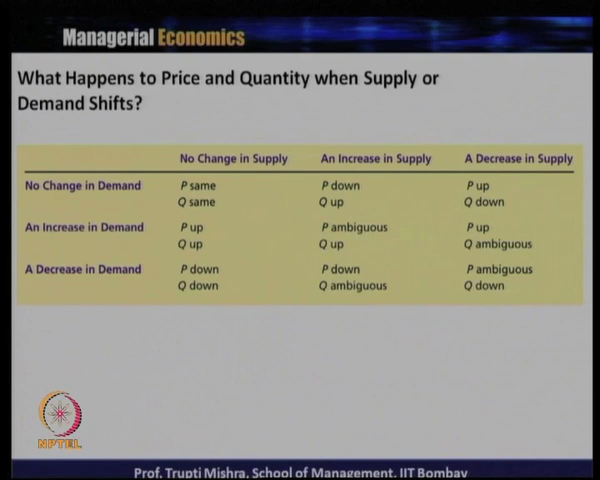 Managerial Economics
What Happens to Price and Quantity when Supply or
Demand Shifts?
No Change in Supply An Increase in Supply A Decrease in Supply
No Change in Demand P same P down P up
Q same Q up Q down
An Increase in Demand P up P ambiguous P up
Q up Q up Q ambiguous
A Decrease in Demand P down P down P ambiguous
Q down Q ambiguous Q down
NPTEL
Prof. Trupti Mishra, School of Management, IIT Bombay